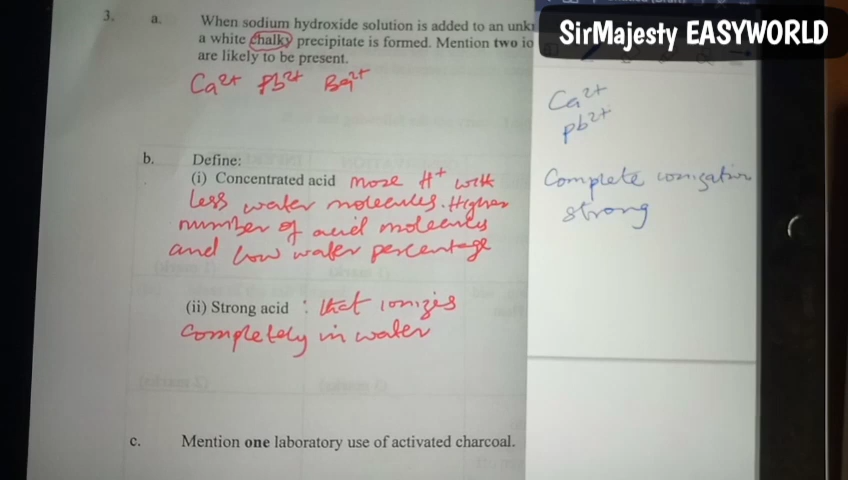 SirMajesty EASYWORLD
3. a. When sodium hydroxide solution is added to an unk
a white chalky precipitate is formed. Mention two io
are likely to be present.
Ca2+ Pb2+ Ba2+
Ca2+
Pb2+
b. Define:
(i) Concentrated acid more H+ with
less water molecules. Higher
number of acid molecules
and low water percentage
Complete ionization
strong
(ii) Strong acid : that ionizes
completely in water
c. Mention one laboratory use of activated charcoal.